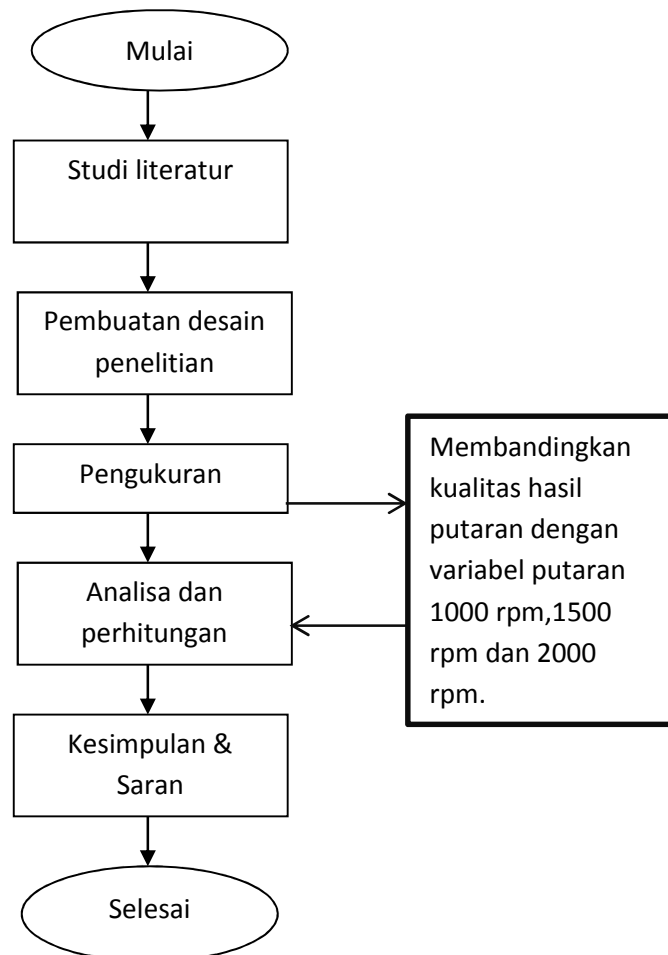 Mulai
Studi literatur
Pembuatan desain
penelitian
Pengukuran
Membandingkan
kualitas hasil
putaran dengan
variabel putaran
1000 rpm,1500
rpm dan 2000
rpm.
Analisa dan
perhitungan
Kesimpulan &
Saran
Selesai